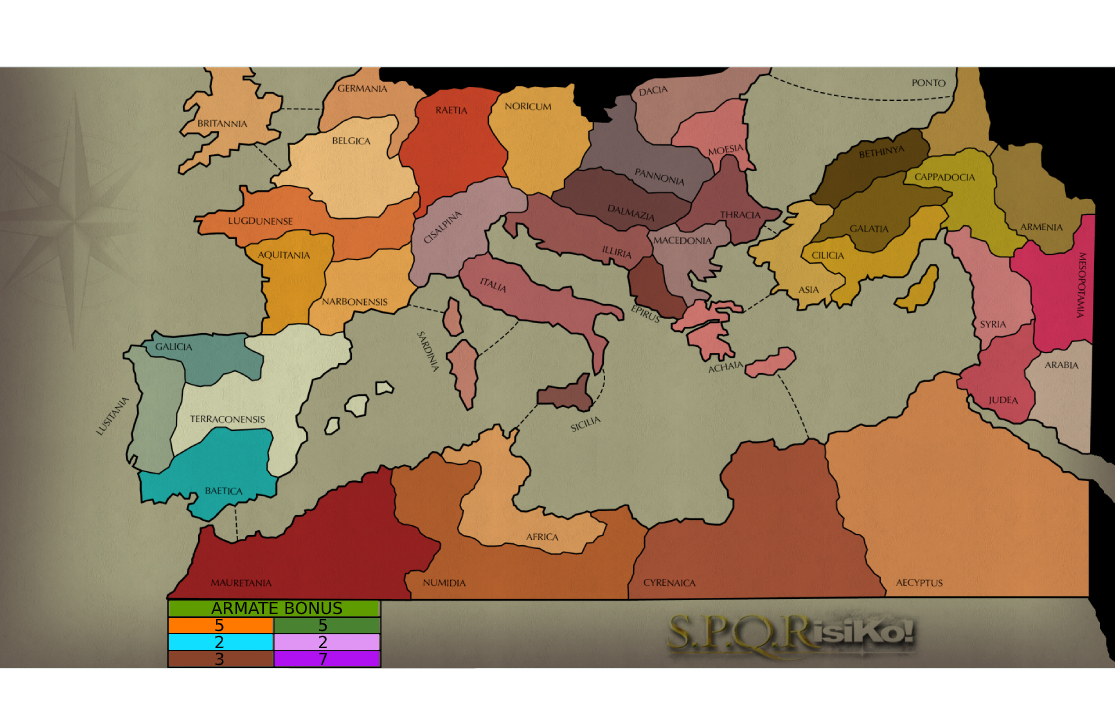 PONTO
GERMANIA
DACIA
RAETIA
NORICUM
BRITANNIA
BELGICA
MOESIA
BETHINYA
PANNONIA
CAPPADOCIA
LUGDUNENSE
CISALPINA
DALMAZIA
THRACIA
GALATIA
ARMENIA
AQUITANIA
ILLIRIA
MACEDONIA
CILICIA
MESOPOTAMIA
ITALIA
ASIA
NARBONENSIS
EPIRUS
SYRIA
GALICIA
SARDINIA
ACHAIA
ARABIA
LUSITANIA
TERRACONENSIS
SICILIA
JUDEA
BAETICA
AFRICA
MAURETANIA
NUMIDIA
CYRENAICA
AECYPTUS
ARMATE BONUS
5 5
2 2
3 7
S.P.Q.RisiKo!